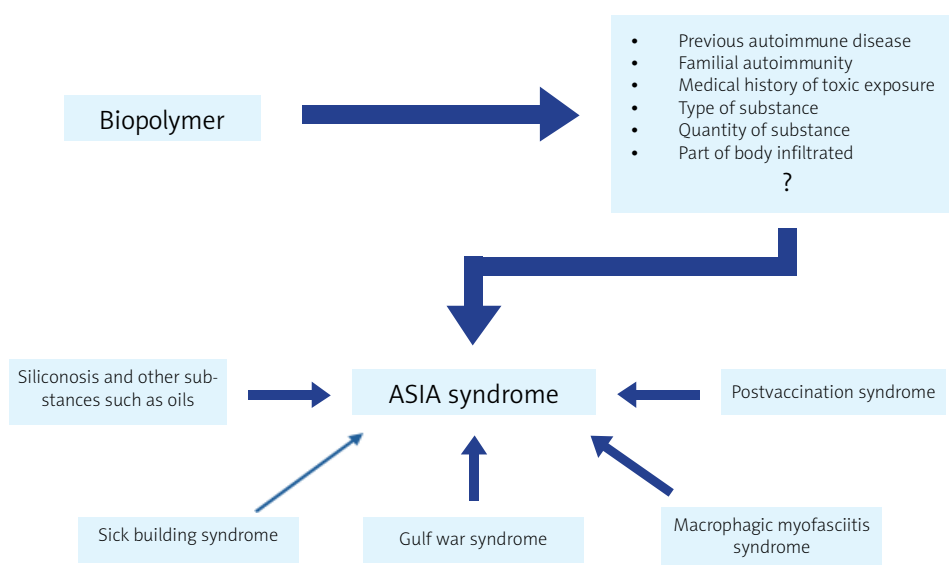 Biopolymer
• Previous autoimmune disease
• Familial autoimmunity
• Medical history of toxic exposure
• Type of substance
• Quantity of substance
• Part of body infiltrated
?
Siliconosis and other sub-
stances such as oils
ASIA syndrome
Postvaccination syndrome
Sick building syndrome
Gulf war syndrome
Macrophagic myofasciitis
syndrome